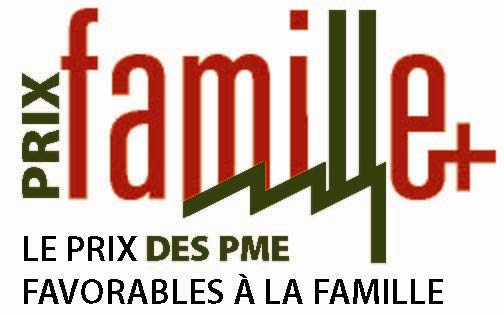 PRIX
famille+
LE PRIX DES PME
FAVORABLES À LA FAMILLE